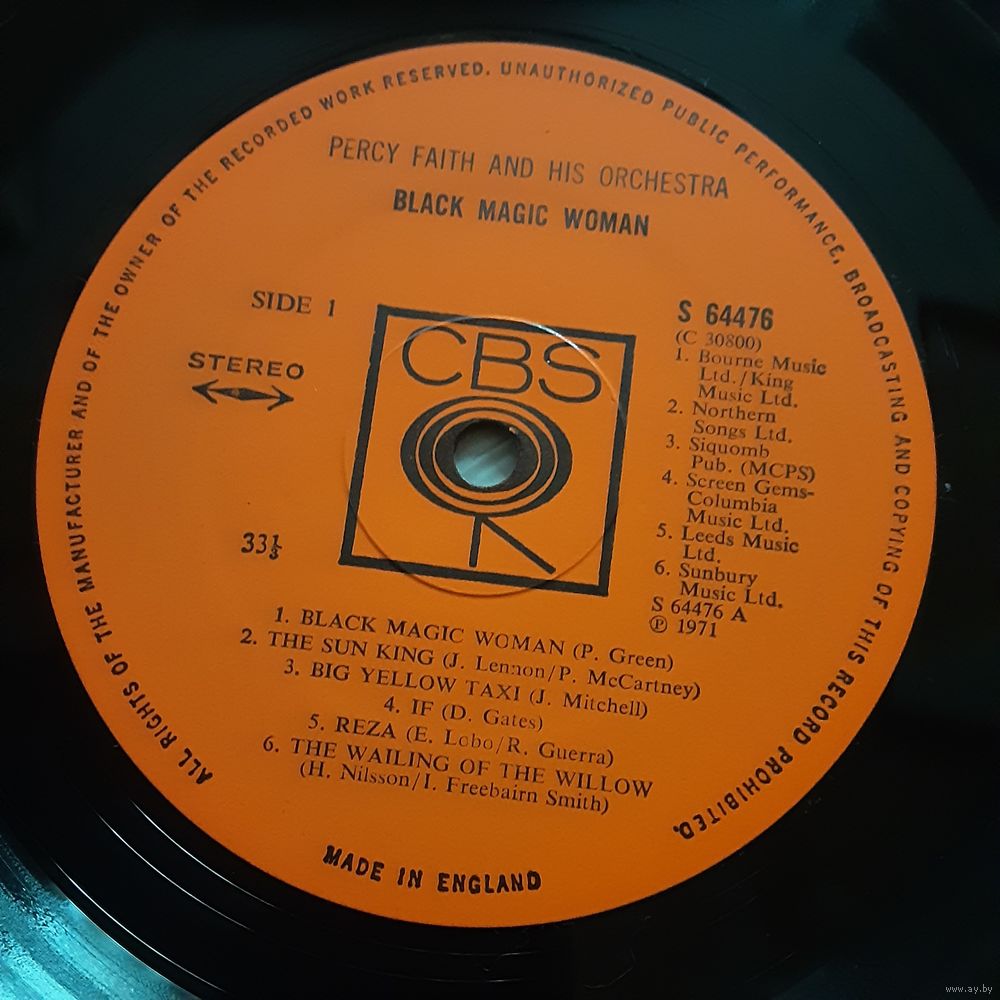 ALL RIGHTS OF THE MANUFACTURER AND OF THE OWNER OF THE RECORDED WORK RESERVED. UNAUTHORIZED PUBLIC PERFORMANCE, BROADCASTING AND COPYING OF THIS RECORD PROHIBITED.
PERCY FAITH AND HIS ORCHESTRA
BLACK MAGIC WOMAN
SIDE 1
STEREO
33⅓
CBS
S 64476
(C 30800)
1. Bourne Music
Ltd./King
Music Ltd.
2. Northern
Songs Ltd.
3. Siquomb
Pub. (MCPS)
4. Screen Gems-
Columbia
Music Ltd.
5. Leeds Music
Ltd.
6. Sunbury
Music Ltd.
S 64476 A
℗ 1971
1. BLACK MAGIC WOMAN (P. Green)
2. THE SUN KING (J. Lennon/P. McCartney)
3. BIG YELLOW TAXI (J. Mitchell)
4. IF (D. Gates)
5. REZA (E. Lobo/R. Guerra)
6. THE WAILING OF THE WILLOW
(H. Nilsson/I. Freebairn Smith)
MADE IN ENGLAND
www.ay.by